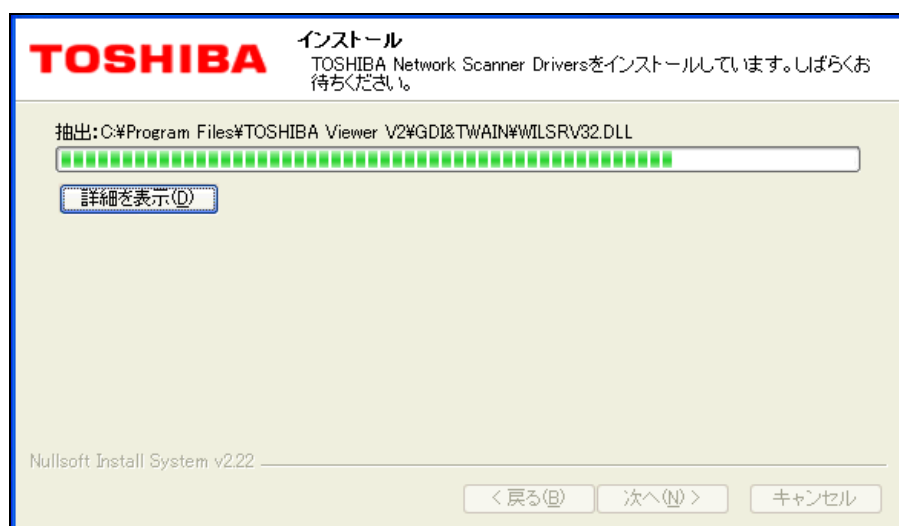 TOSHIBA
インストール
TOSHIBA Network Scanner Driversをインストールしています。しばらくお
待ちください。
抽出:C:¥Program Files¥TOSHIBA Viewer V2¥GDI&TWAIN¥WILSRV32.DLL
詳細を表示(D)
Nullsoft Install System v2.22
< 戻る(B)
次へ(N) >
キャンセル